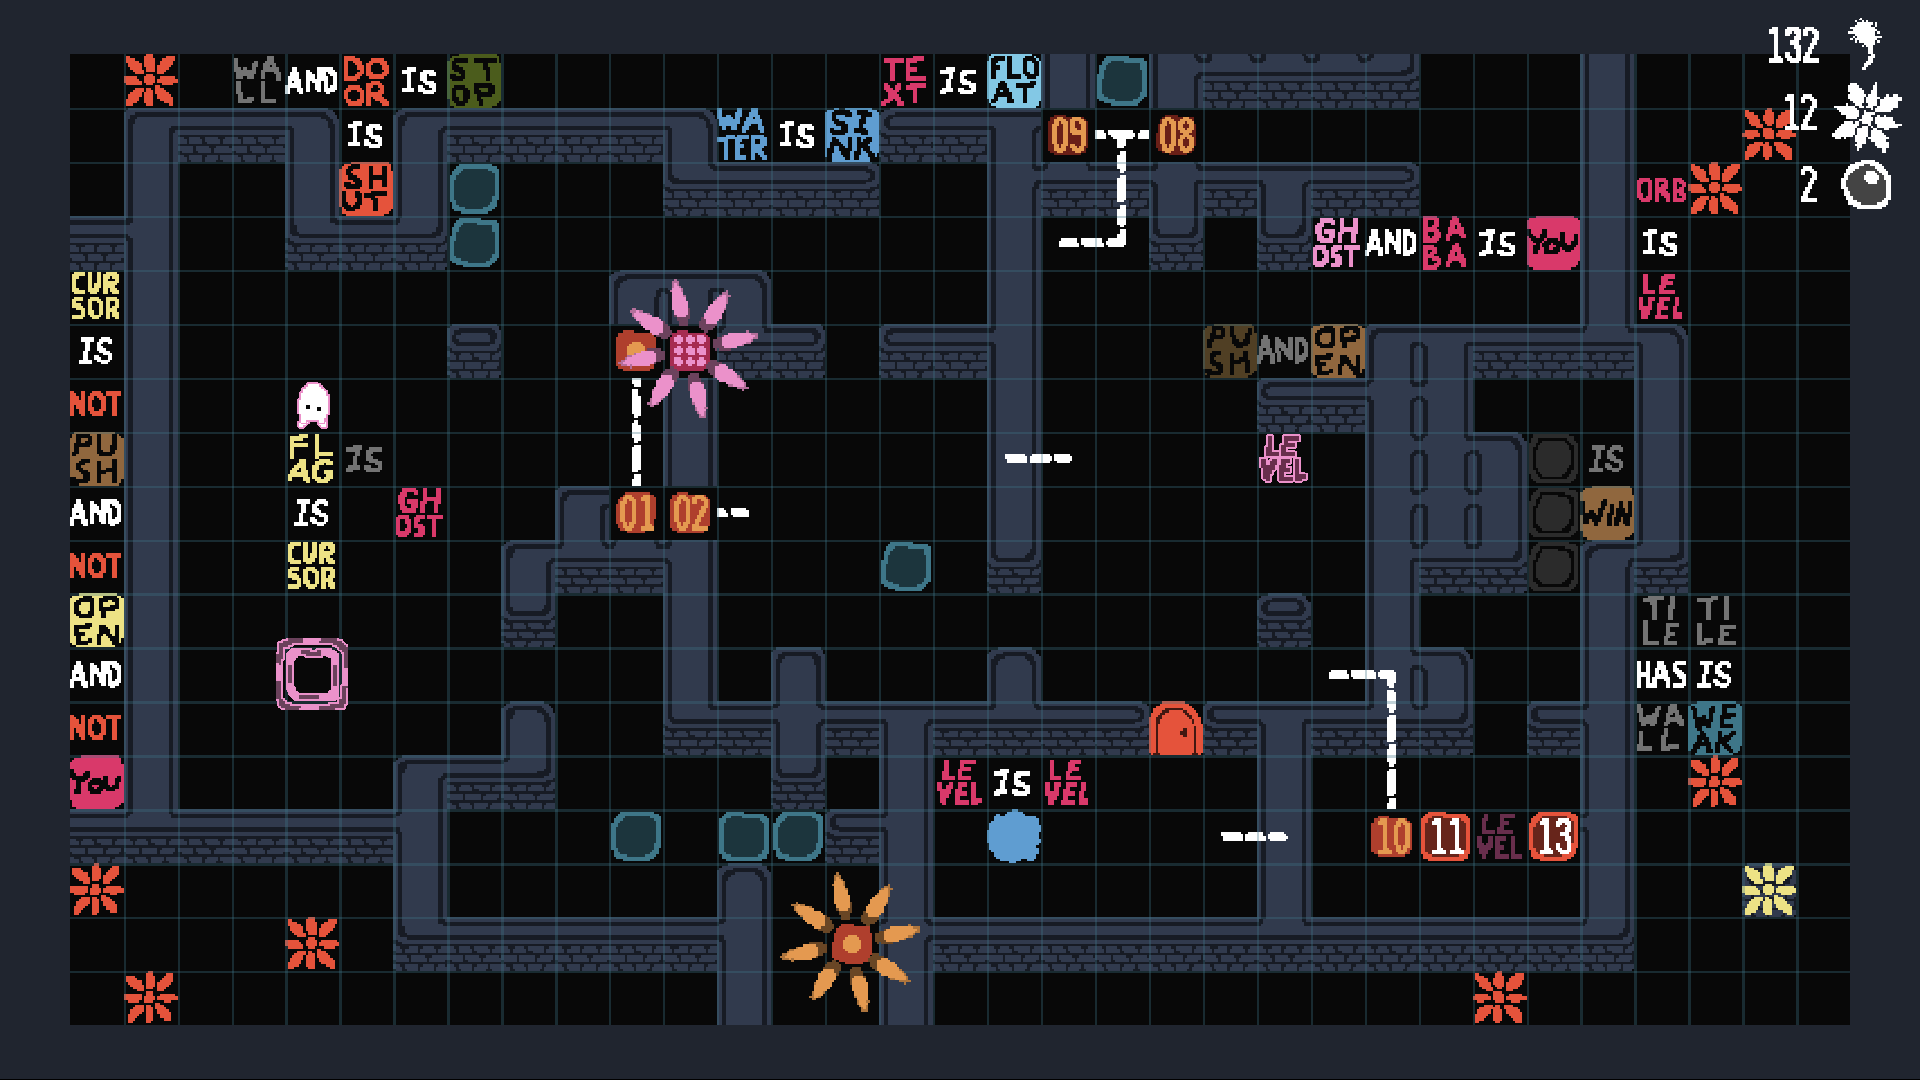 132
WALL AND DOOR IS STOP
TEXT IS FLOAT
12
IS
WATER IS SINK
09 08
SHUT
ORB
2
GHOST AND BABA IS YOU
IS
CURSOR
LEVEL
IS
PUSH AND OPEN
NOT
PUSH
FLAG IS
LEVEL
IS
AND
IS
GHOST
01 02
WIN
NOT
CURSOR
OPEN
TILE TILE
AND
HAS IS
NOT
WALL WEAK
YOU
LEVEL IS LEVEL
10 11 LEVEL 13